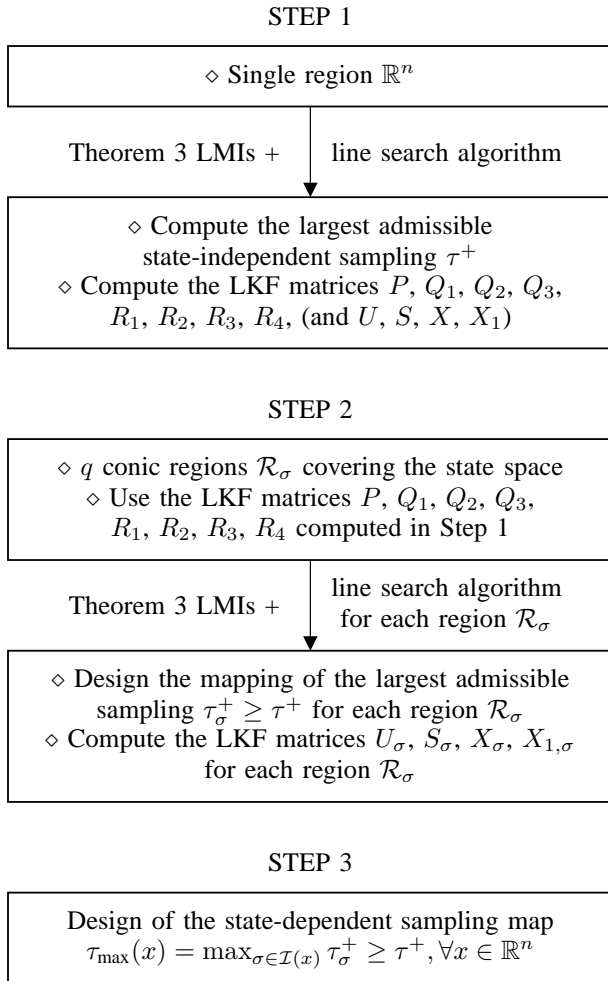 STEP 1
⋄ Single region ℝⁿ
Theorem 3 LMIs + line search algorithm
⋄ Compute the largest admissible
state-independent sampling τ⁺
⋄ Compute the LKF matrices P, Q₁, Q₂, Q₃,
R₁, R₂, R₃, R₄, (and U, S, X, X₁)
STEP 2
⋄ q conic regions ℛ_σ covering the state space
⋄ Use the LKF matrices P, Q₁, Q₂, Q₃,
R₁, R₂, R₃, R₄ computed in Step 1
Theorem 3 LMIs +
line search algorithm
for each region ℛ_σ
⋄ Design the mapping of the largest admissible
sampling τ_σ⁺ ≥ τ⁺ for each region ℛ_σ
⋄ Compute the LKF matrices U_σ, S_σ, X_σ, X_{1,σ}
for each region ℛ_σ
STEP 3
Design of the state-dependent sampling map
τ_max(x) = max_{σ∈ℐ(x)} τ_σ⁺ ≥ τ⁺, ∀x ∈ ℝⁿ